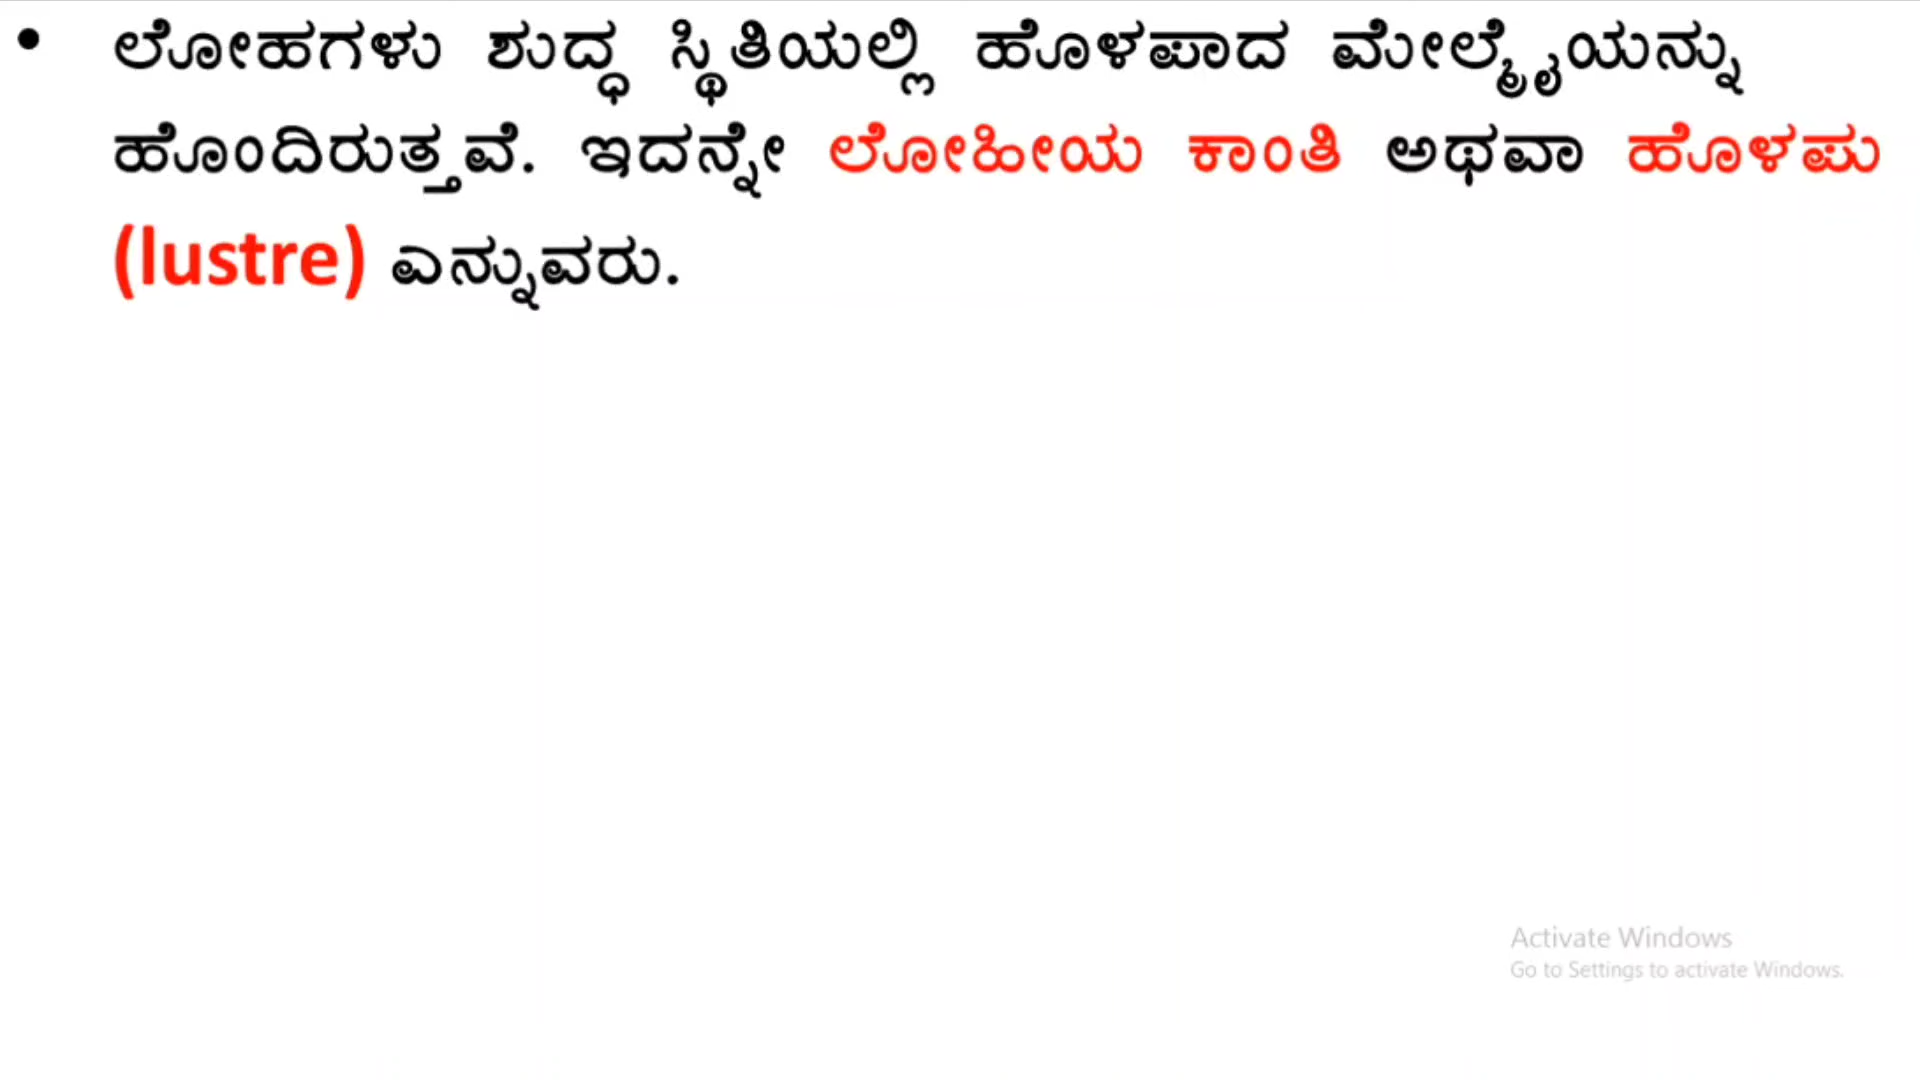 • ಲೋಹಗಳು ಶುದ್ಧ ಸ್ಥಿತಿಯಲ್ಲಿ ಹೊಳಪಾದ ಮೇಲ್ಮೈಯನ್ನು
ಹೊಂದಿರುತ್ತವೆ. ಇದನ್ನೇ ಲೋಹೀಯ ಕಾಂತಿ ಅಥವಾ ಹೊಳಪು
(lustre) ಎನ್ನುವರು.
Activate Windows
Go to Settings to activate Windows.